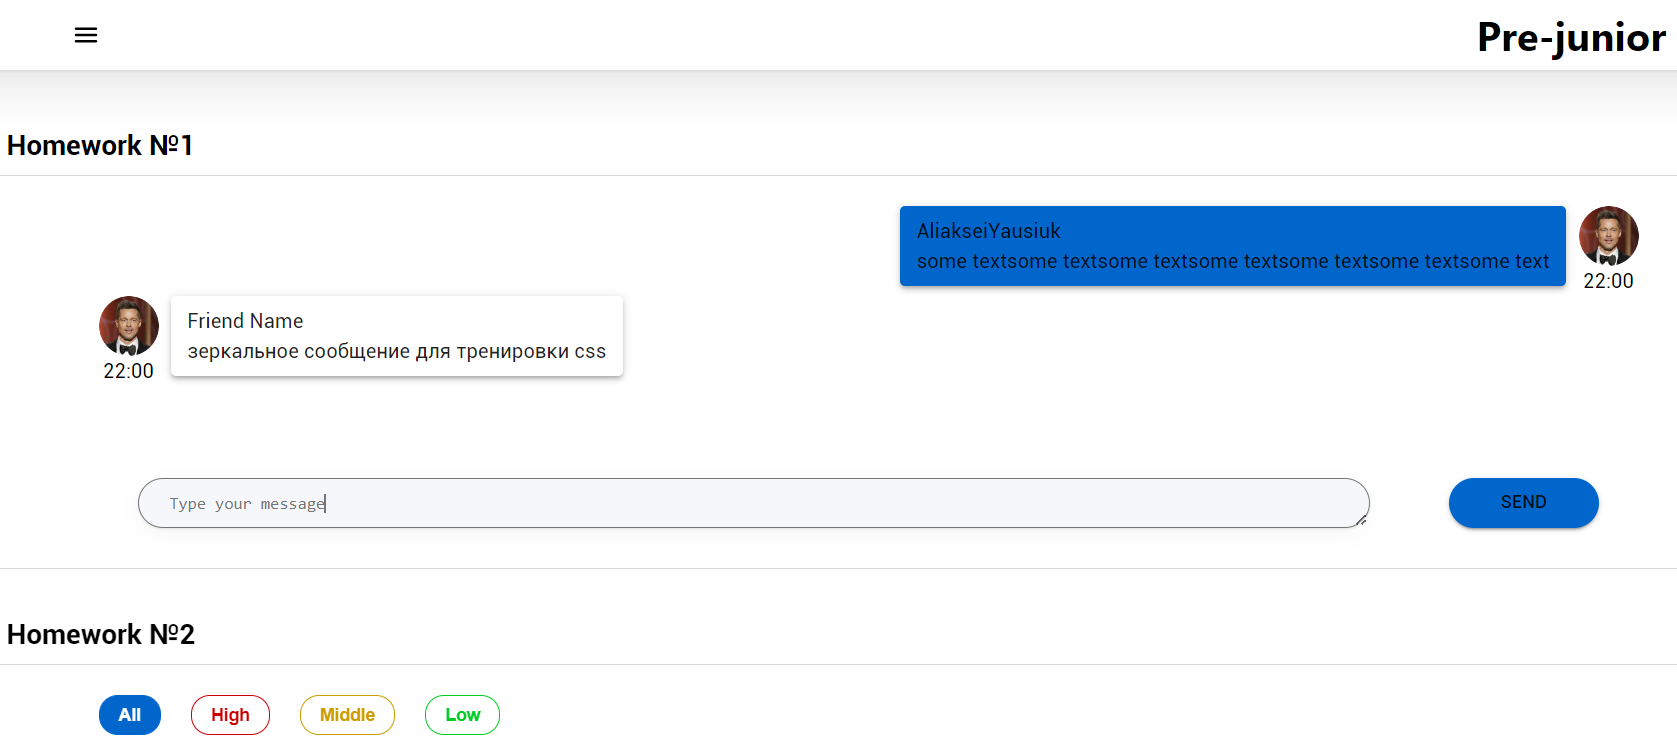 Pre-junior
Homework №1
AliakseiYausiuk
some textsome textsome textsome textsome textsome textsome text
22:00
Friend Name
зеркальное сообщение для тренировки css
22:00
Type your message
SEND
Homework №2
All
High
Middle
Low